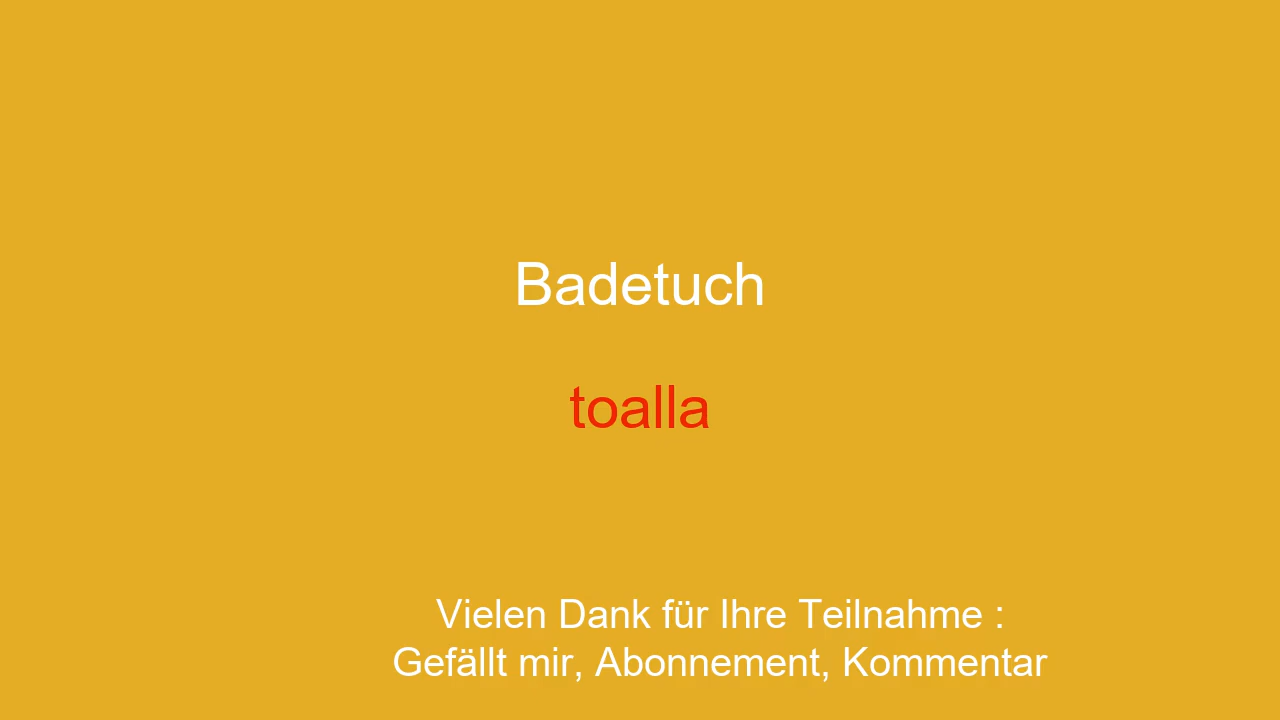 Badetuch
toalla
Vielen Dank für Ihre Teilnahme :
Gefällt mir, Abonnement, Kommentar